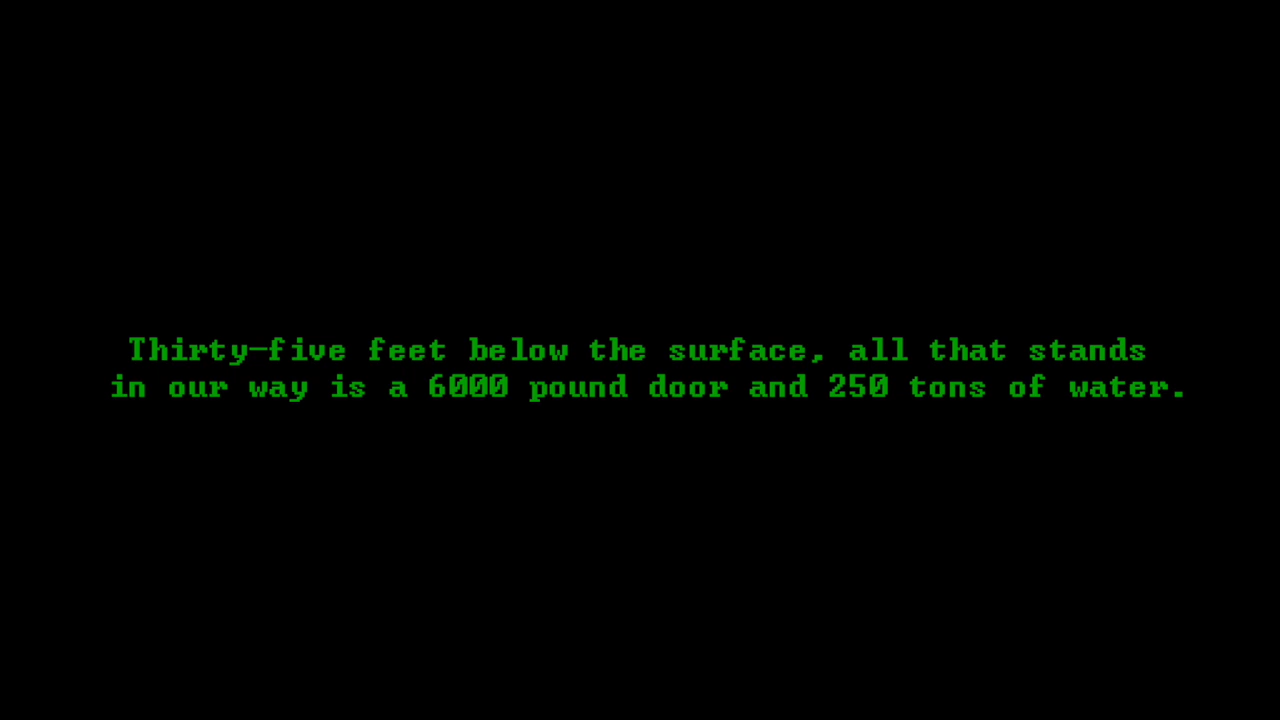 Thirty-five feet below the surface, all that stands
in our way is a 6000 pound door and 250 tons of water.